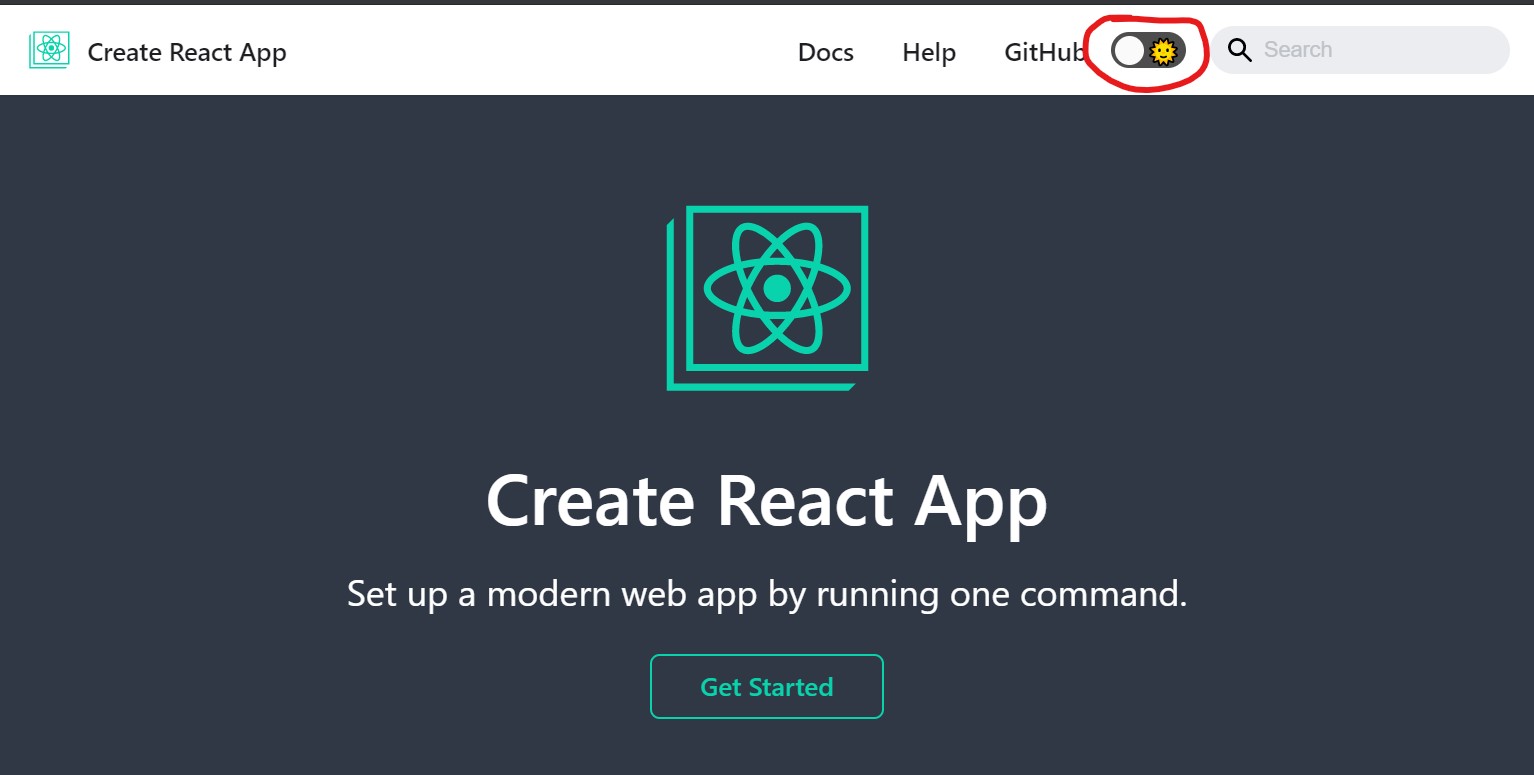 Create React App
Docs
Help
GitHub
Search
Create React App
Set up a modern web app by running one command.
Get Started